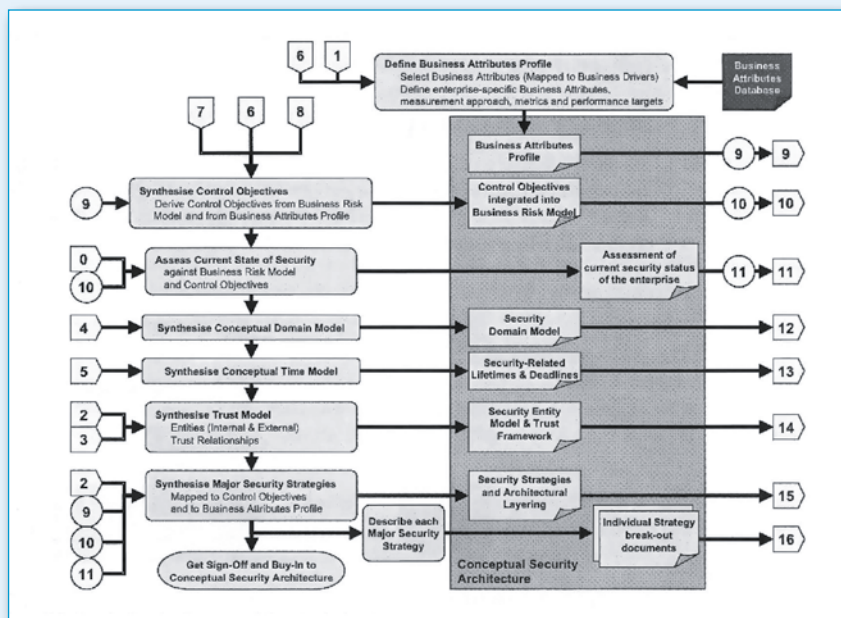 6
1
Define Business Attributes Profile
Select Business Attributes (Mapped to Business Drivers)
Define enterprise-specific Business Attributes,
measurement approach, metrics and performance targets
Business
Attributes
Database
7
6
8
Business Attributes
Profile
9
9
9
Synthesise Control Objectives
Derive Control Objectives from Business Risk
Model and from Business Attributes Profile
Control Objectives
integrated into
Business Risk Model
10
10
0
10
Assess Current State of Security
against Business Risk Model
and Control Objectives
Assessment of
current security status
of the enterprise
11
11
4
Synthesise Conceptual Domain Model
Security
Domain Model
12
5
Synthesise Conceptual Time Model
Security-Related
Lifetimes & Deadlines
13
2
3
Synthesise Trust Model
Entities (Internal & External)
Trust Relationships
Security Entity
Model & Trust
Framework
14
2
9
10
11
Synthesise Major Security Strategies
Mapped to Control Objectives
and to Business Attributes Profile
Security Strategies
and Architectural
Layering
15
Describe each
Major Security
Strategy
Individual Strategy
break-out
documents
16
Get Sign-Off and Buy-In to
Conceptual Security Architecture
Conceptual Security
Architecture